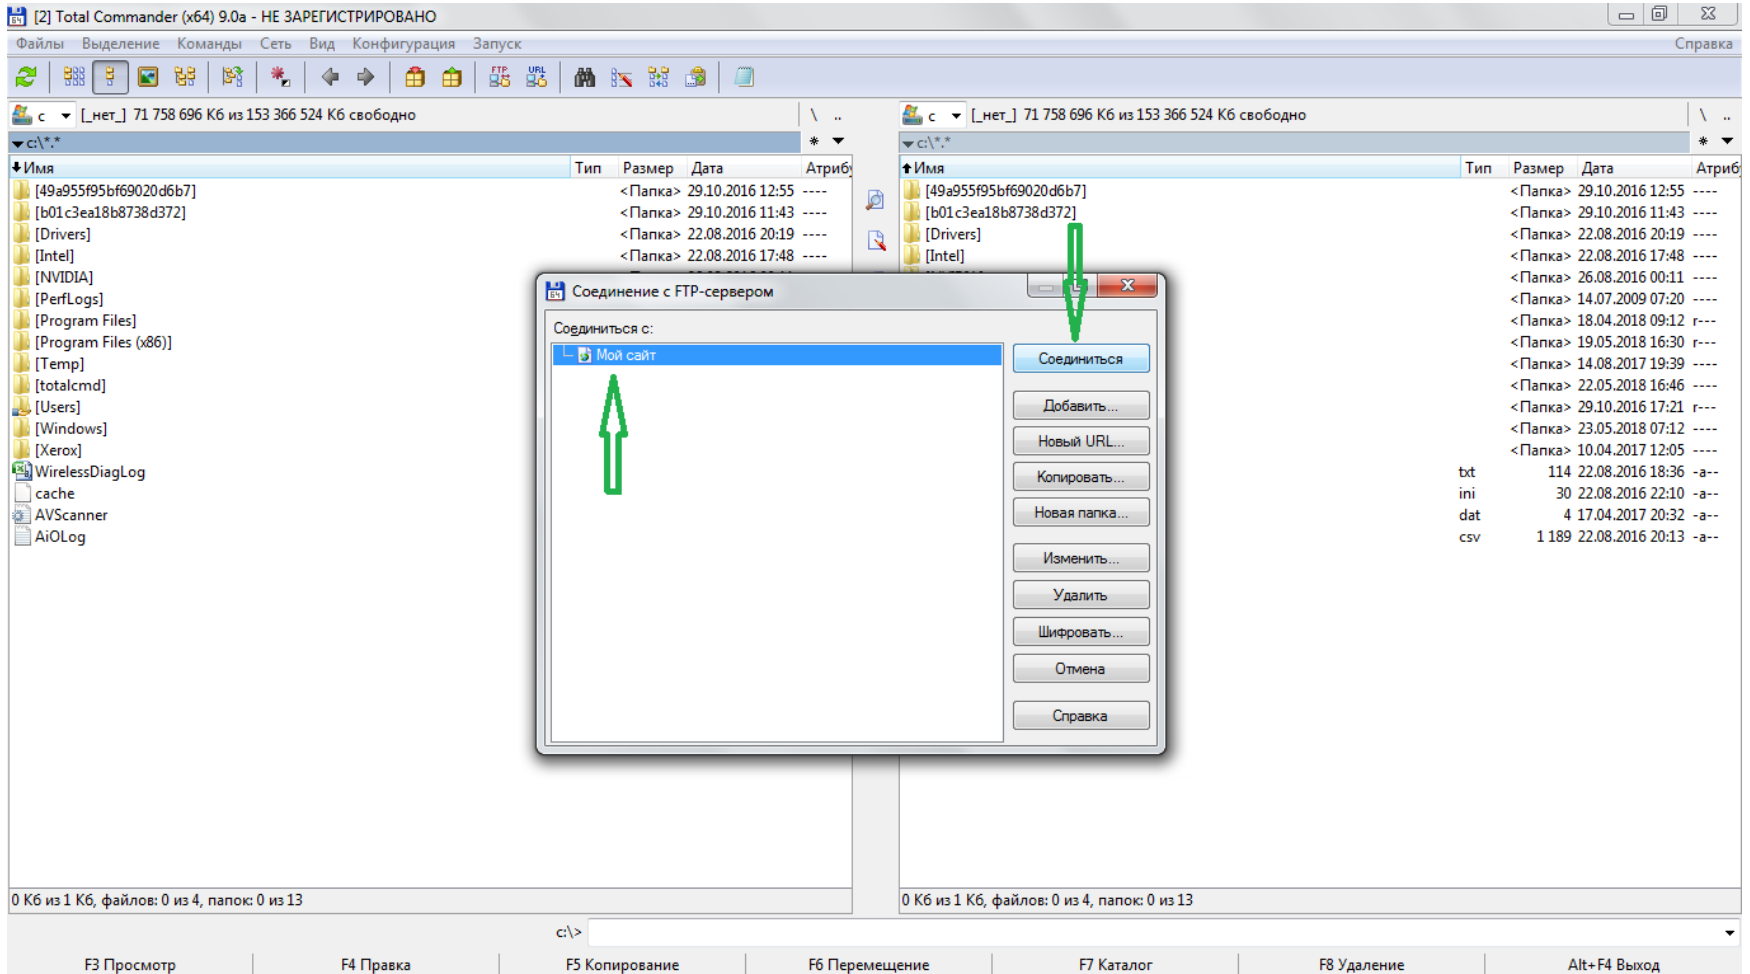 [2] Total Commander (x64) 9.0a - НЕ ЗАРЕГИСТРИРОВАНО
Файлы Выделение Команды Сеть Вид Конфигурация Запуск Справка
FTP URL
c [_нет_] 71 758 696 Кб из 153 366 524 Кб свободно \ ..
c:\*.* *
Имя Тип Размер Дата Атрибу
[49a955f95bf69020d6b7] <Папка> 29.10.2016 12:55 ----
[b01c3ea18b8738d372] <Папка> 29.10.2016 11:43 ----
[Drivers] <Папка> 22.08.2016 20:19 ----
[Intel] <Папка> 22.08.2016 17:48 ----
[NVIDIA]
[PerfLogs]
[Program Files]
[Program Files (x86)]
[Temp]
[totalcmd]
[Users]
[Windows]
[Xerox]
WirelessDiagLog
cache
AVScanner
AiOLog
0 Кб из 1 Кб, файлов: 0 из 4, папок: 0 из 13
c [_нет_] 71 758 696 Кб из 153 366 524 Кб свободно \ ..
c:\*.* *
Имя Тип Размер Дата Атриб
[49a955f95bf69020d6b7] <Папка> 29.10.2016 12:55 ----
[b01c3ea18b8738d372] <Папка> 29.10.2016 11:43 ----
[Drivers] <Папка> 22.08.2016 20:19 ----
[Intel] <Папка> 22.08.2016 17:48 ----
<Папка> 26.08.2016 00:11 ----
<Папка> 14.07.2009 07:20 ----
<Папка> 18.04.2018 09:12 r---
<Папка> 19.05.2018 16:30 r---
<Папка> 14.08.2017 19:39 ----
<Папка> 22.05.2018 16:46 ----
<Папка> 29.10.2016 17:21 r---
<Папка> 23.05.2018 07:12 ----
<Папка> 10.04.2017 12:05 ----
txt 114 22.08.2016 18:36 -a--
ini 30 22.08.2016 22:10 -a--
dat 4 17.04.2017 20:32 -a--
csv 1 189 22.08.2016 20:13 -a--
0 Кб из 1 Кб, файлов: 0 из 4, папок: 0 из 13
Соединение с FTP-сервером
Соединиться с:
Мой сайт
Соединиться
Добавить...
Новый URL...
Копировать...
Новая папка...
Изменить...
Удалить
Шифровать...
Отмена
Справка
c:\>
F3 Просмотр F4 Правка F5 Копирование F6 Перемещение F7 Каталог F8 Удаление Alt+F4 Выход